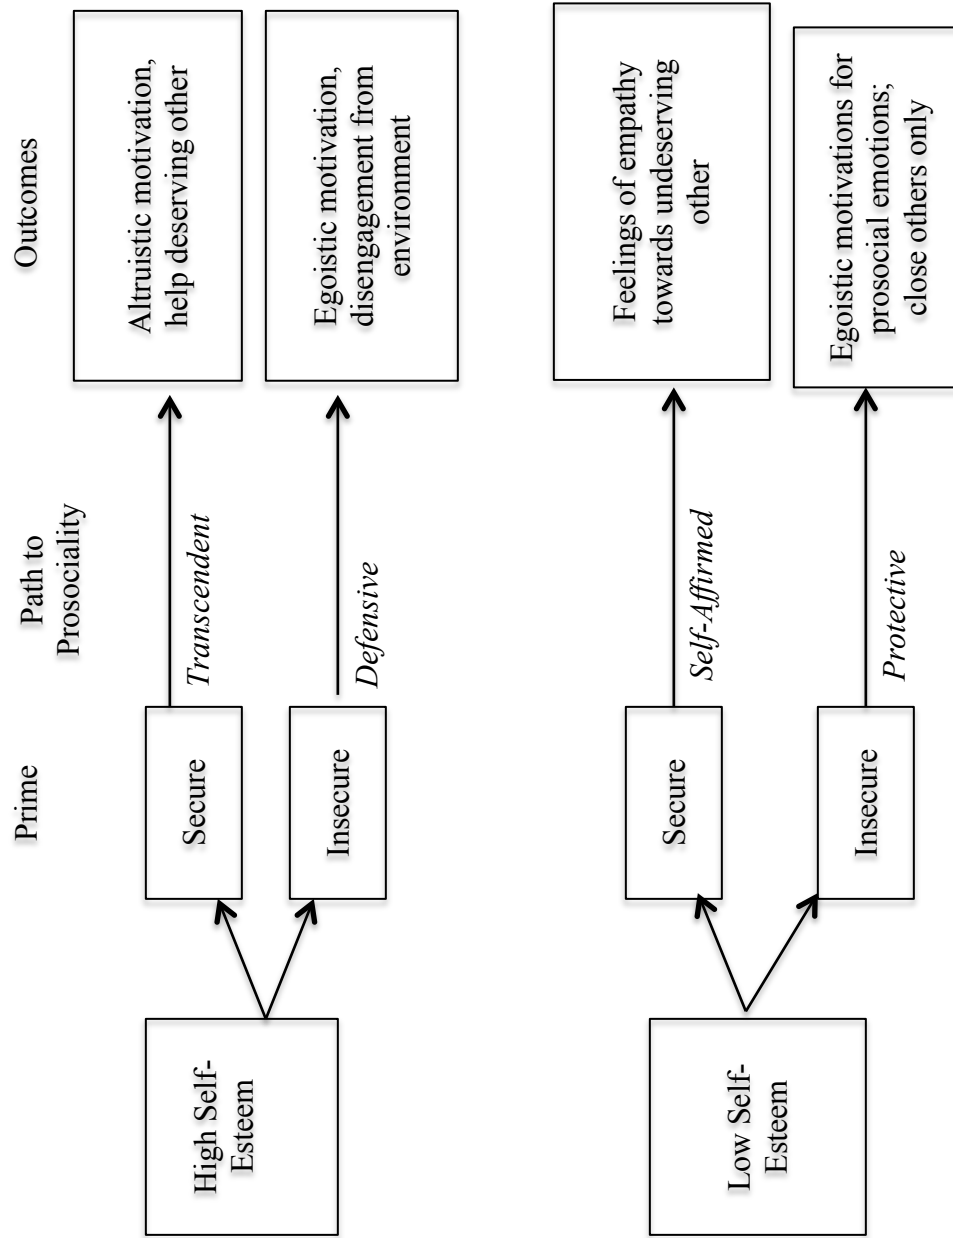 Prime
Path to
Prosociality
Outcomes
High Self-
Esteem
Secure
Transcendent
Altruistic motivation,
help deserving other
Insecure
Defensive
Egoistic motivation,
disengagement from
environment
Low Self-
Esteem
Secure
Self-Affirmed
Feelings of empathy
towards undeserving
other
Insecure
Protective
Egoistic motivations for
prosocial emotions;
close others only